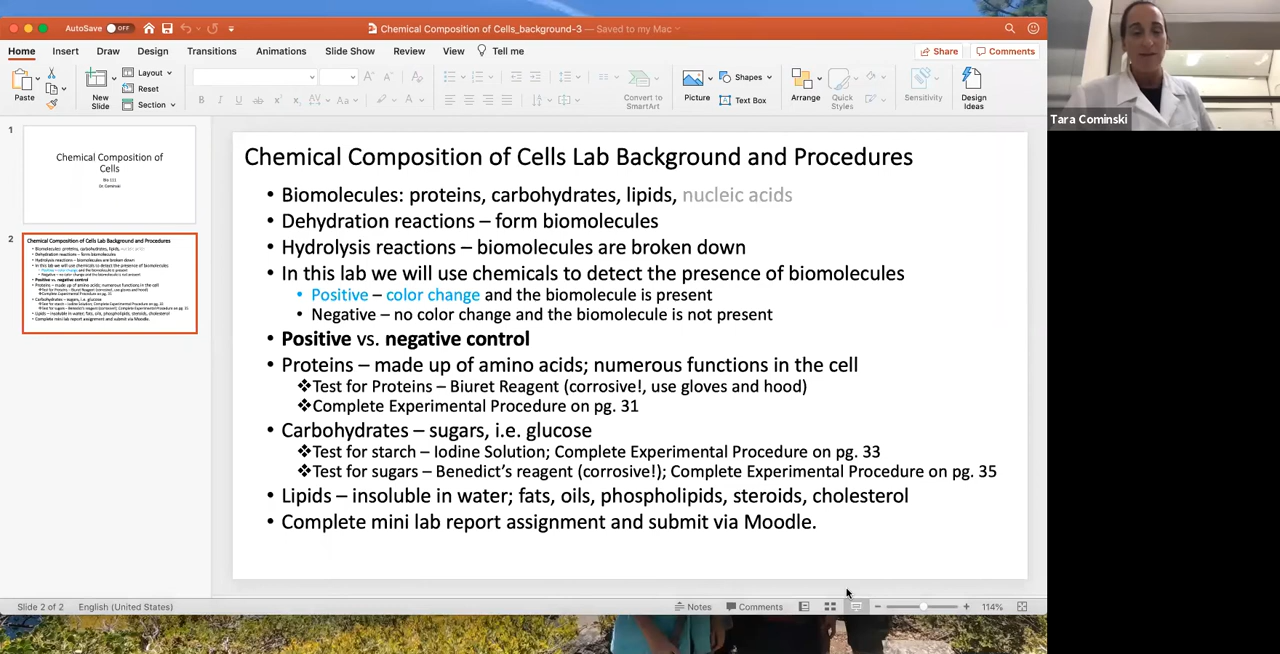 AutoSave OFF
Chemical Composition of Cells_background-3 — Saved to my Mac
Home Insert Draw Design Transitions Animations Slide Show Review View Tell me Share Comments
Paste
New Slide
Layout
Reset
Section
Convert to SmartArt
Picture
Shapes
Text Box
Arrange
Quick Styles
Sensitivity
Design Ideas
Tara Cominski
1
Chemical Composition of
Cells
Bio 111
Dr. Cominski
2
Chemical Composition of Cells Lab Background and Procedures
• Biomolecules: proteins, carbohydrates, lipids, nucleic acids
• Dehydration reactions – form biomolecules
• Hydrolysis reactions – biomolecules are broken down
• In this lab we will use chemicals to detect the presence of biomolecules
• Positive – color change and the biomolecule is present
• Negative – no color change and the biomolecule is not present
• Positive vs. negative control
• Proteins – made up of amino acids; numerous functions in the cell
❖Test for Proteins – Biuret Reagent (corrosive!, use gloves and hood)
❖Complete Experimental Procedure on pg. 31
• Carbohydrates – sugars, i.e. glucose
❖Test for starch – Iodine Solution; Complete Experimental Procedure on pg. 33
❖Test for sugars – Benedict's reagent (corrosive!); Complete Experimental Procedure on pg. 35
• Lipids – insoluble in water; fats, oils, phospholipids, steroids, cholesterol
• Complete mini lab report assignment and submit via Moodle.
Slide 2 of 2 English (United States) Notes Comments 114%